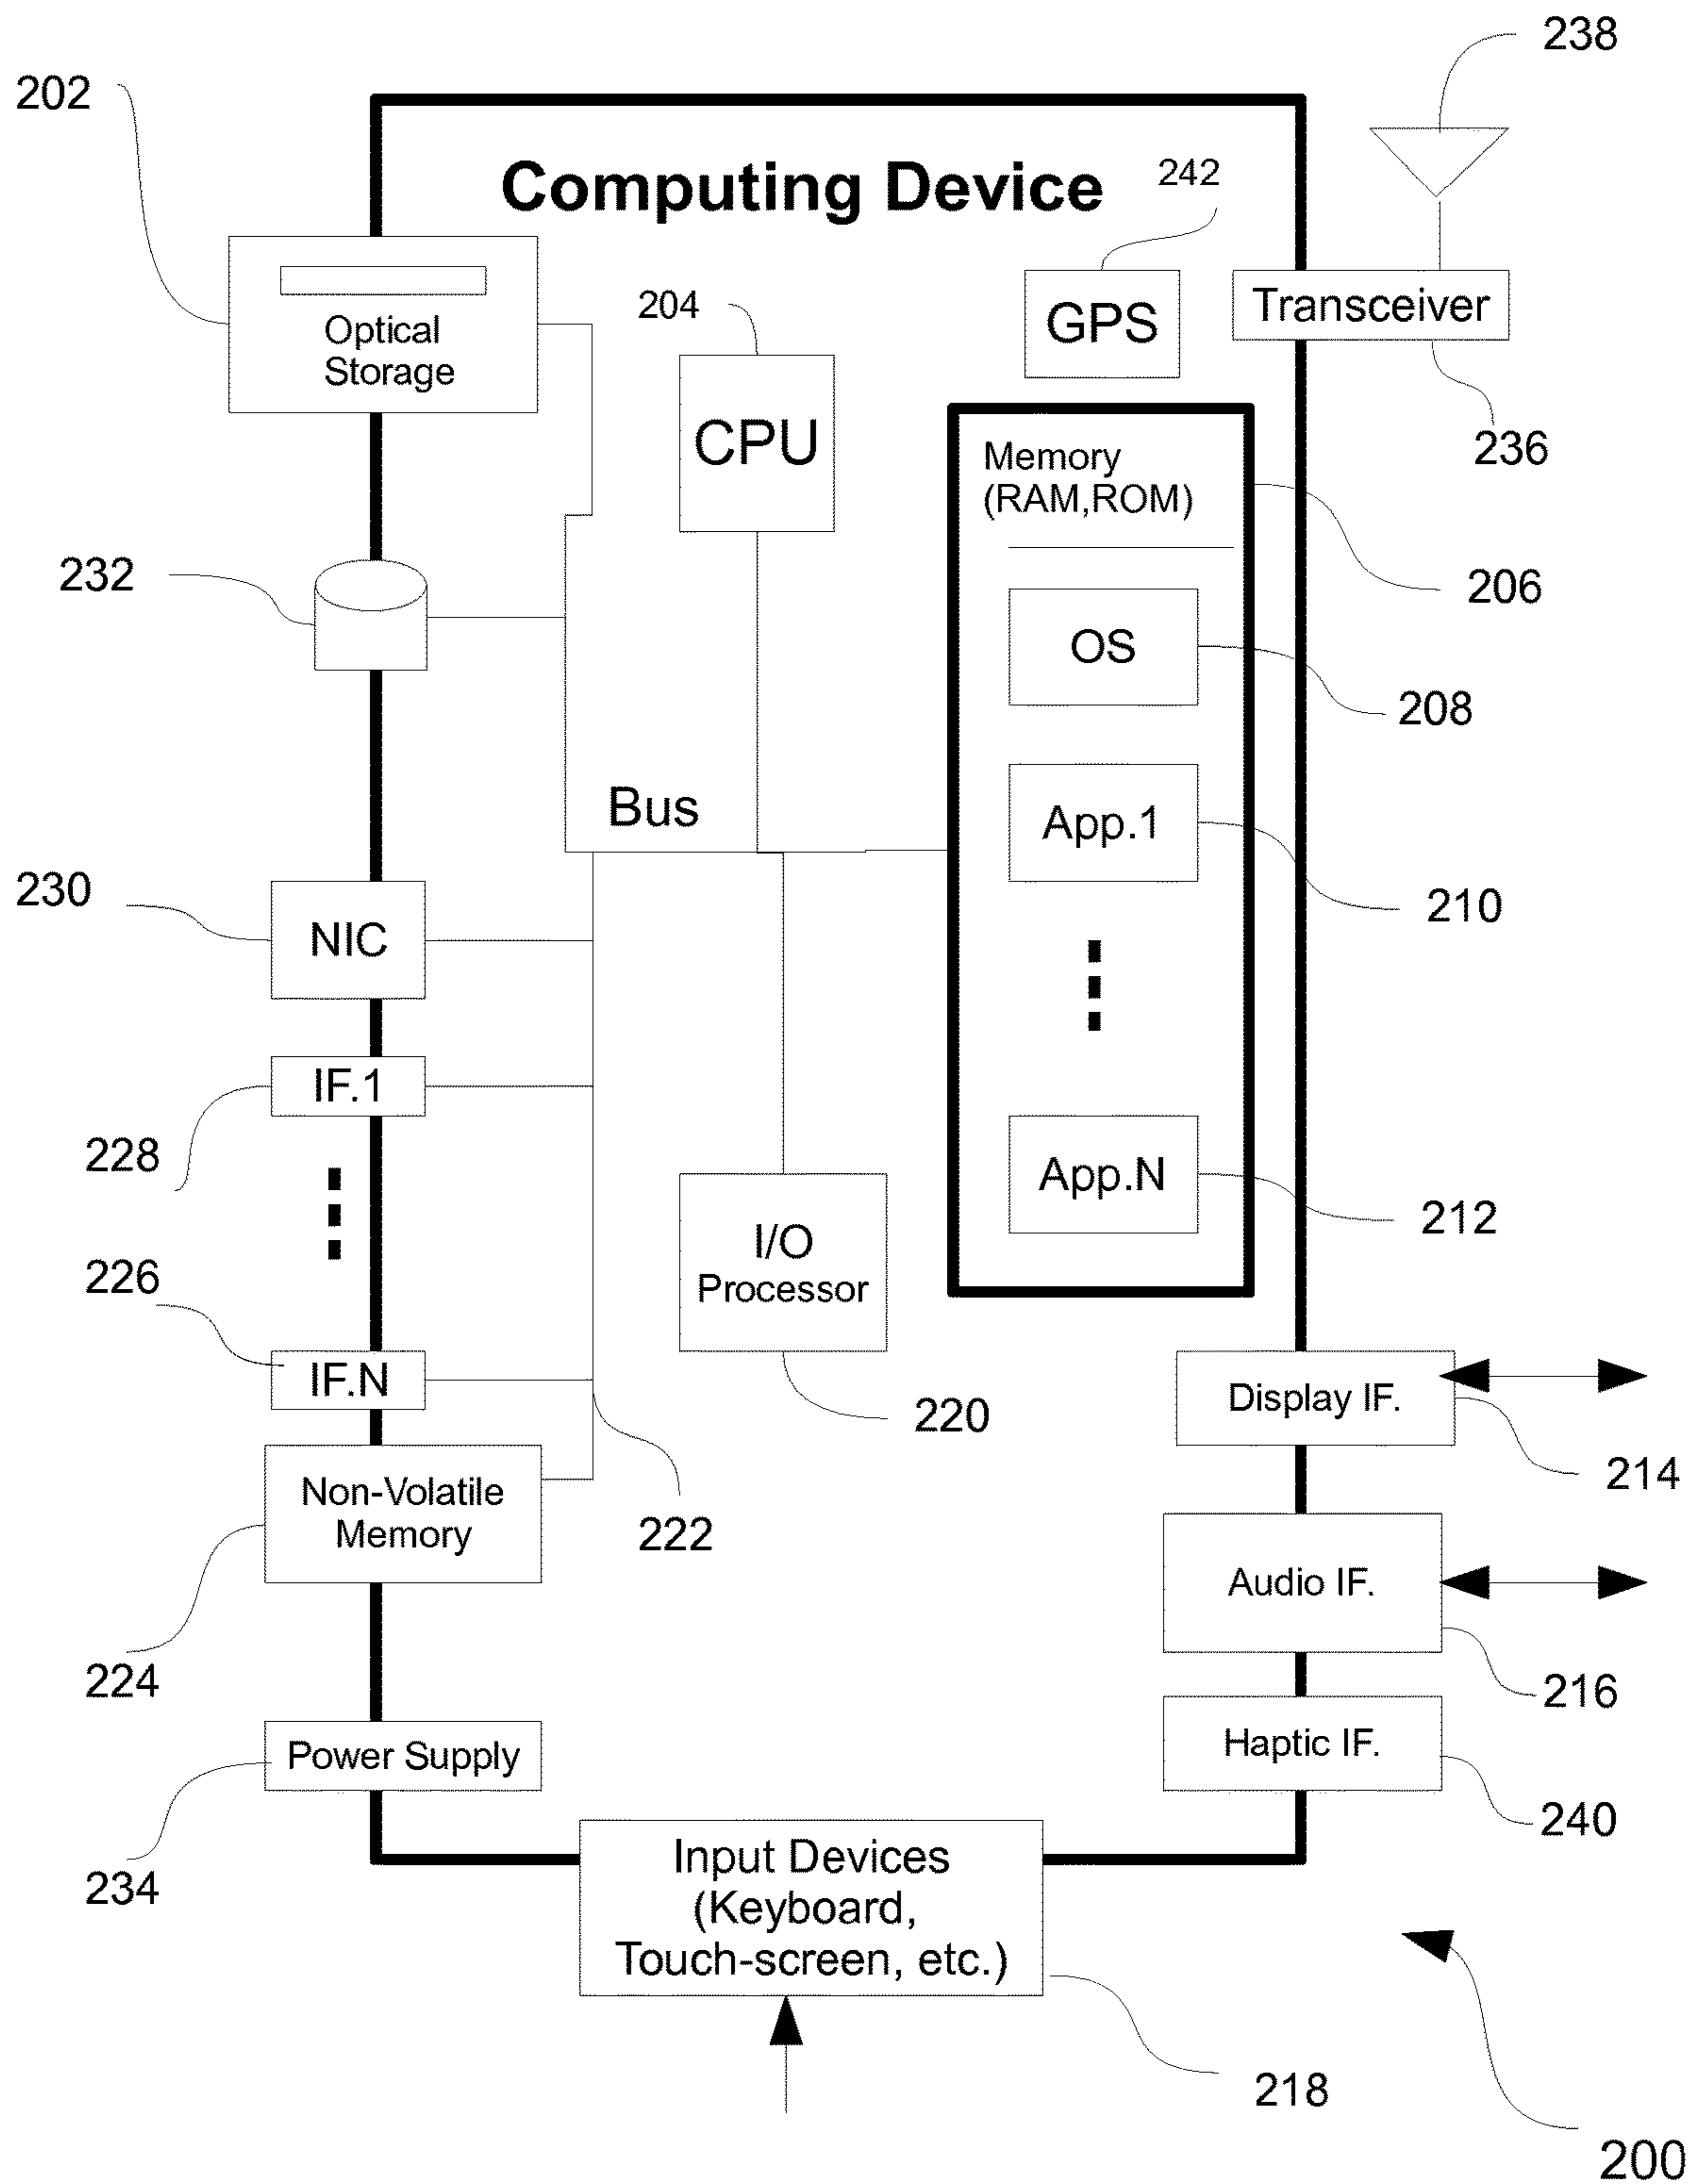 238
202
Computing Device
242
Optical
Storage
204
GPS
Transceiver
CPU
236
Memory
(RAM,ROM)
232
206
OS
208
Bus
App.1
230
210
NIC
IF.1
228
App.N
212
226
I/O
Processor
IF.N
220
Display IF.
214
Non-Volatile
Memory
222
Audio IF.
224
216
Power Supply
Haptic IF.
240
234
Input Devices
(Keyboard,
Touch-screen, etc.)
218
200